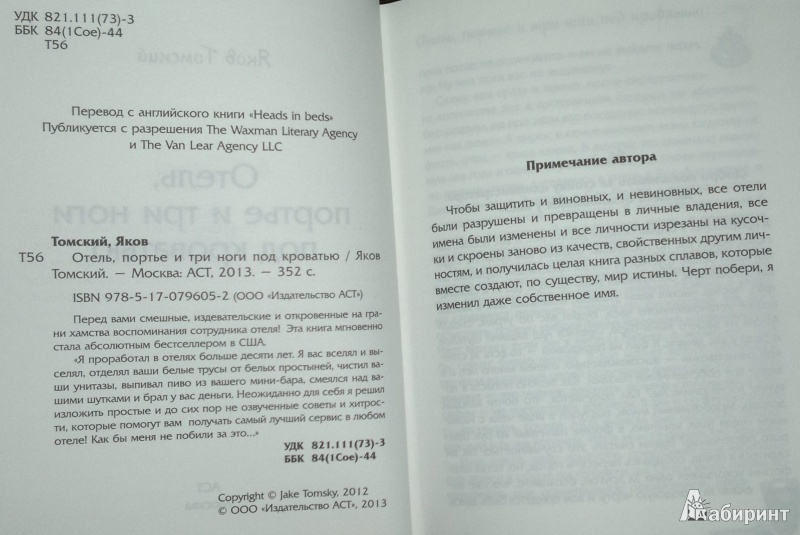 УДК 821.111(73)-3
ББК 84(1Сое)-44
Т56
Перевод с английского книги «Heads in beds»
Публикуется с разрешения The Waxman Literary Agency
и The Van Lear Agency LLC
Томский, Яков
Т56 Отель, портье и три ноги под кроватью / Яков
Томский. — Москва: АСТ, 2013. — 352 с.
ISBN 978-5-17-079605-2 (ООО «Издательство АСТ»)
Перед вами смешные, издевательские и откровенные на гра-
ни хамства воспоминания сотрудника отеля! Эта книга мгновенно
стала абсолютным бестселлером в США.
«Я проработал в отелях больше десяти лет. Я вас вселял и вы-
селял, отделял ваши белые трусы от белых простыней, чистил ва-
ши унитазы, выпивал пиво из вашего мини-бара, смеялся над ва-
шими шутками и брал у вас деньги. Неожиданно для себя я решил
изложить простые и до сих пор не озвученные советы и хитрос-
ти, которые помогут вам получать самый лучший сервис в любом
отеле! Как бы меня не побили за это...»
УДК 821.111(73)-3
ББК 84(1Сое)-44
Copyright © Jake Tomsky, 2012
© ООО «Издательство АСТ», 2013
Примечание автора
Чтобы защитить и виновных, и невиновных, все отели
были разрушены и превращены в личные владения, все
имена были изменены и все личности изрезаны на кусоч-
ки и скроены заново из качеств, свойственных другим лич-
ностям, и получилась целая книга разных сплавов, которые
вместе создают, по существу, мир истины. Черт побери, я
изменил даже собственное имя.
Лабиринт